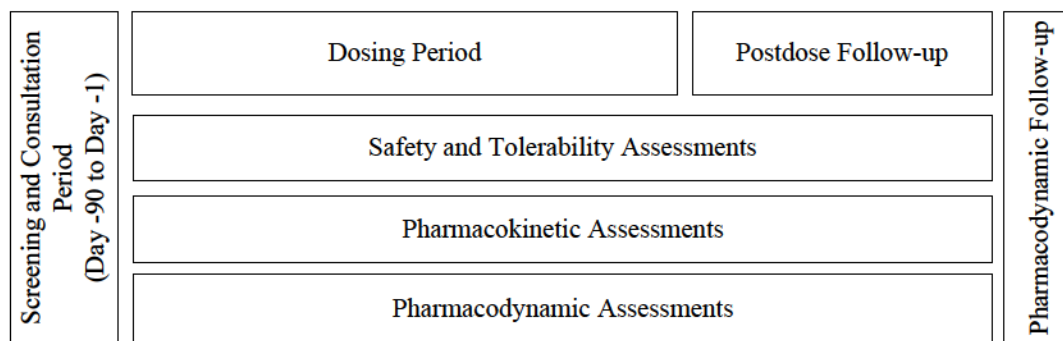 Screening and Consultation
Period
(Day -90 to Day -1)
Dosing Period
Postdose Follow-up
Safety and Tolerability Assessments
Pharmacokinetic Assessments
Pharmacodynamic Assessments
Pharmacodynamic Follow-up